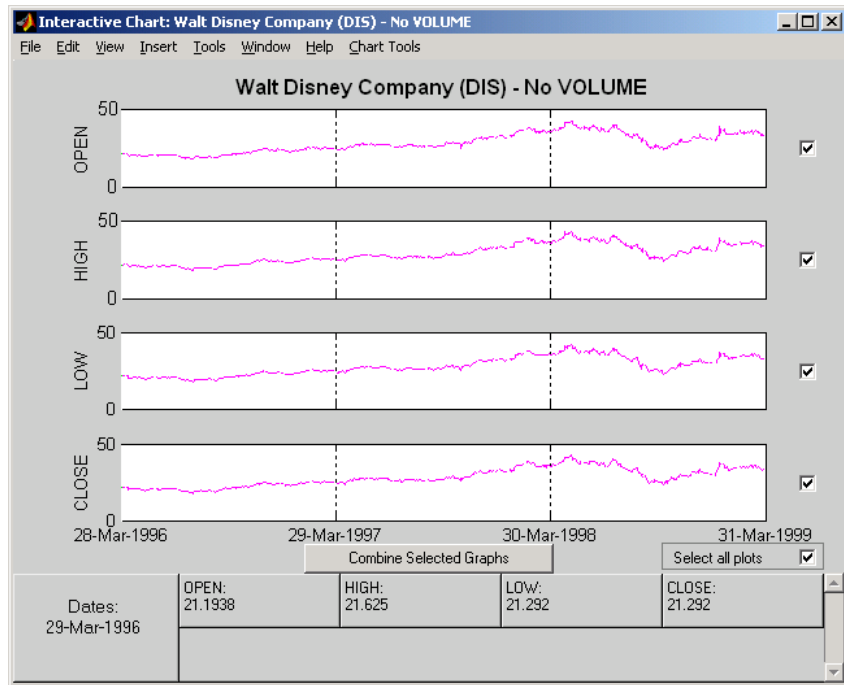 Interactive Chart: Walt Disney Company (DIS) - No VOLUME
File Edit View Insert Tools Window Help Chart Tools
Walt Disney Company (DIS) - No VOLUME
50
OPEN
0
50
HIGH
0
50
LOW
0
50
CLOSE
0
28-Mar-1996 29-Mar-1997 30-Mar-1998 31-Mar-1999
Combine Selected Graphs Select all plots
Dates:
29-Mar-1996
OPEN: HIGH: LOW: CLOSE:
21.1938 21.625 21.292 21.292